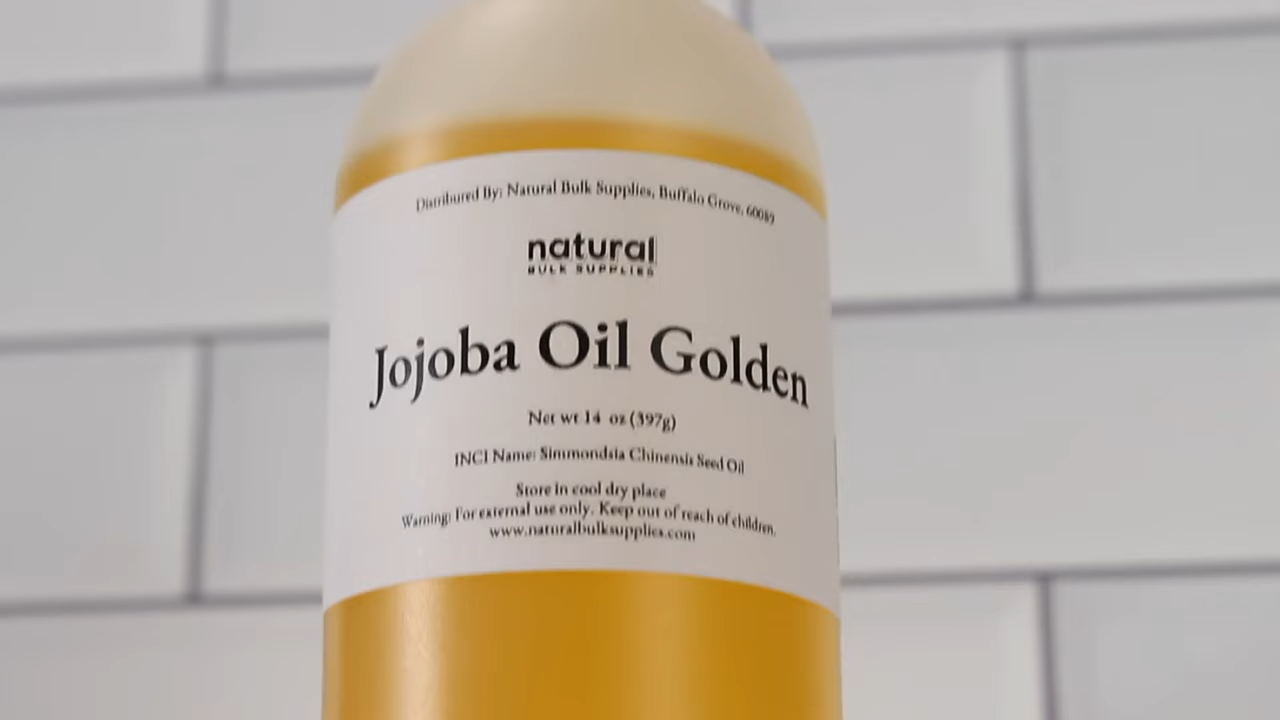 Distributed By: Natural Bulk Supplies, Buffalo Grove, 60089
natural
BULK SUPPLIES
Jojoba Oil Golden
Net wt 14 oz (397g)
INCI Name: Simmondsia Chinensis Seed Oil
Store in cool dry place
Warning: For external use only. Keep out of reach of children.
www.naturalbulksupplies.com